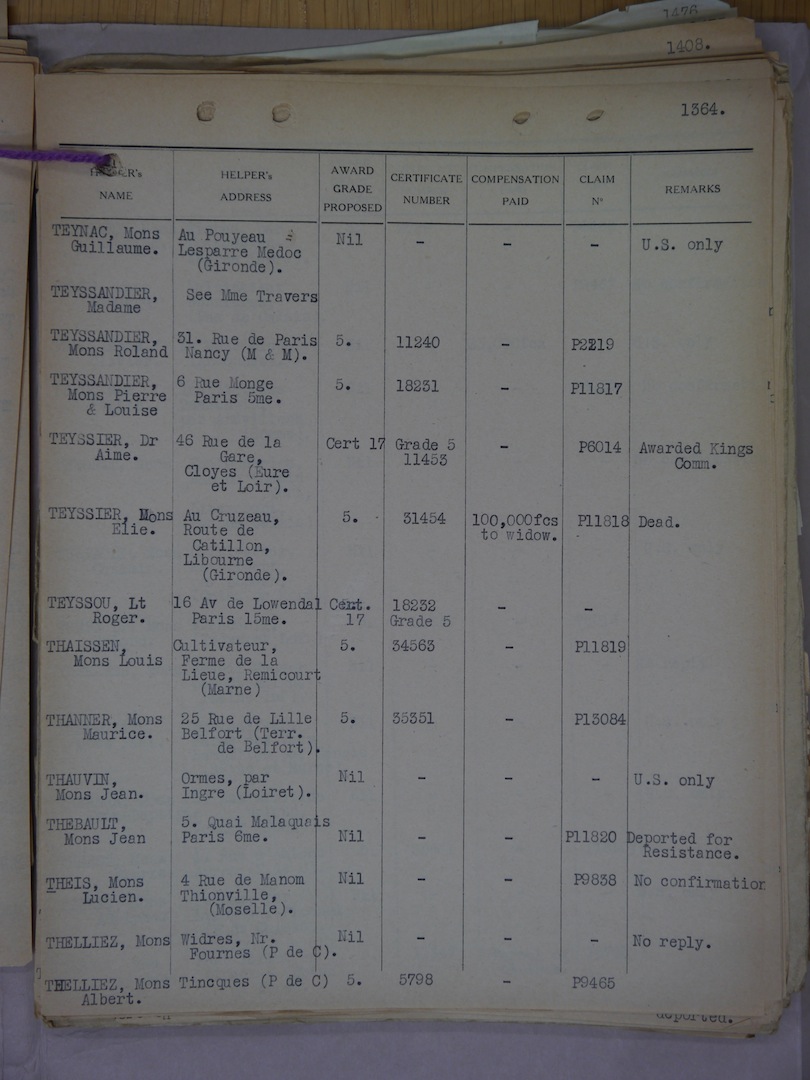 1476
1408.
1364.
HELPER's NAME HELPER's ADDRESS AWARD GRADE PROPOSED CERTIFICATE NUMBER COMPENSATION PAID CLAIM Nº REMARKS
TEYNAC, Mons Au Pouyeau Nil - - - U.S. only
Guillaume. Lesparre Medoc
(Gironde).
TEYSSANDIER, See Mme Travers
Madame
TEYSSANDIER, 31. Rue de Paris 5. 11240 - P2219
Mons Roland Nancy (M & M).
TEYSSANDIER, 6 Rue Monge 5. 18231 - P11817
Mons Pierre Paris 5me.
& Louise
TEYSSIER, Dr 46 Rue de la Cert 17 Grade 5 - P6014 Awarded Kings
Aime. Gare, 11453 Comm.
Cloyes (Eure
et Loir).
TEYSSIER, Mons Au Cruzeau, 5. 31454 100,000fcs P11818 Dead.
Elie. Route de to widow.
Catillon,
Libourne
(Gironde).
TEYSSOU, Lt 16 Av de Lowendal Cert. 18232 - -
Roger. Paris 15me. 17 Grade 5
THAISSEN, Cultivateur, 5. 34563 - P11819
Mons Louis Ferme de la
Lieue, Remicourt
(Marne)
THANNER, Mons 25 Rue de Lille 5. 35351 - P13084
Maurice. Belfort (Terr.
de Belfort).
THAUVIN, Ormes, par Nil - - - U.S. only
Mons Jean. Ingre (Loiret).
THEBAULT, 5. Quai Malaquais
Mons Jean Paris 6me. Nil - - P11820 Deported for
Resistance.
THEIS, Mons 4 Rue de Manom Nil - - P9838 No confirmation
Lucien. Thionville,
(Moselle).
THELLIEZ, Mons Widres, Nr. Nil - - - No reply.
Fournes (P de C).
THELLIEZ, Mons Tincques (P de C) 5. 5798 - P9465
Albert.
deported.